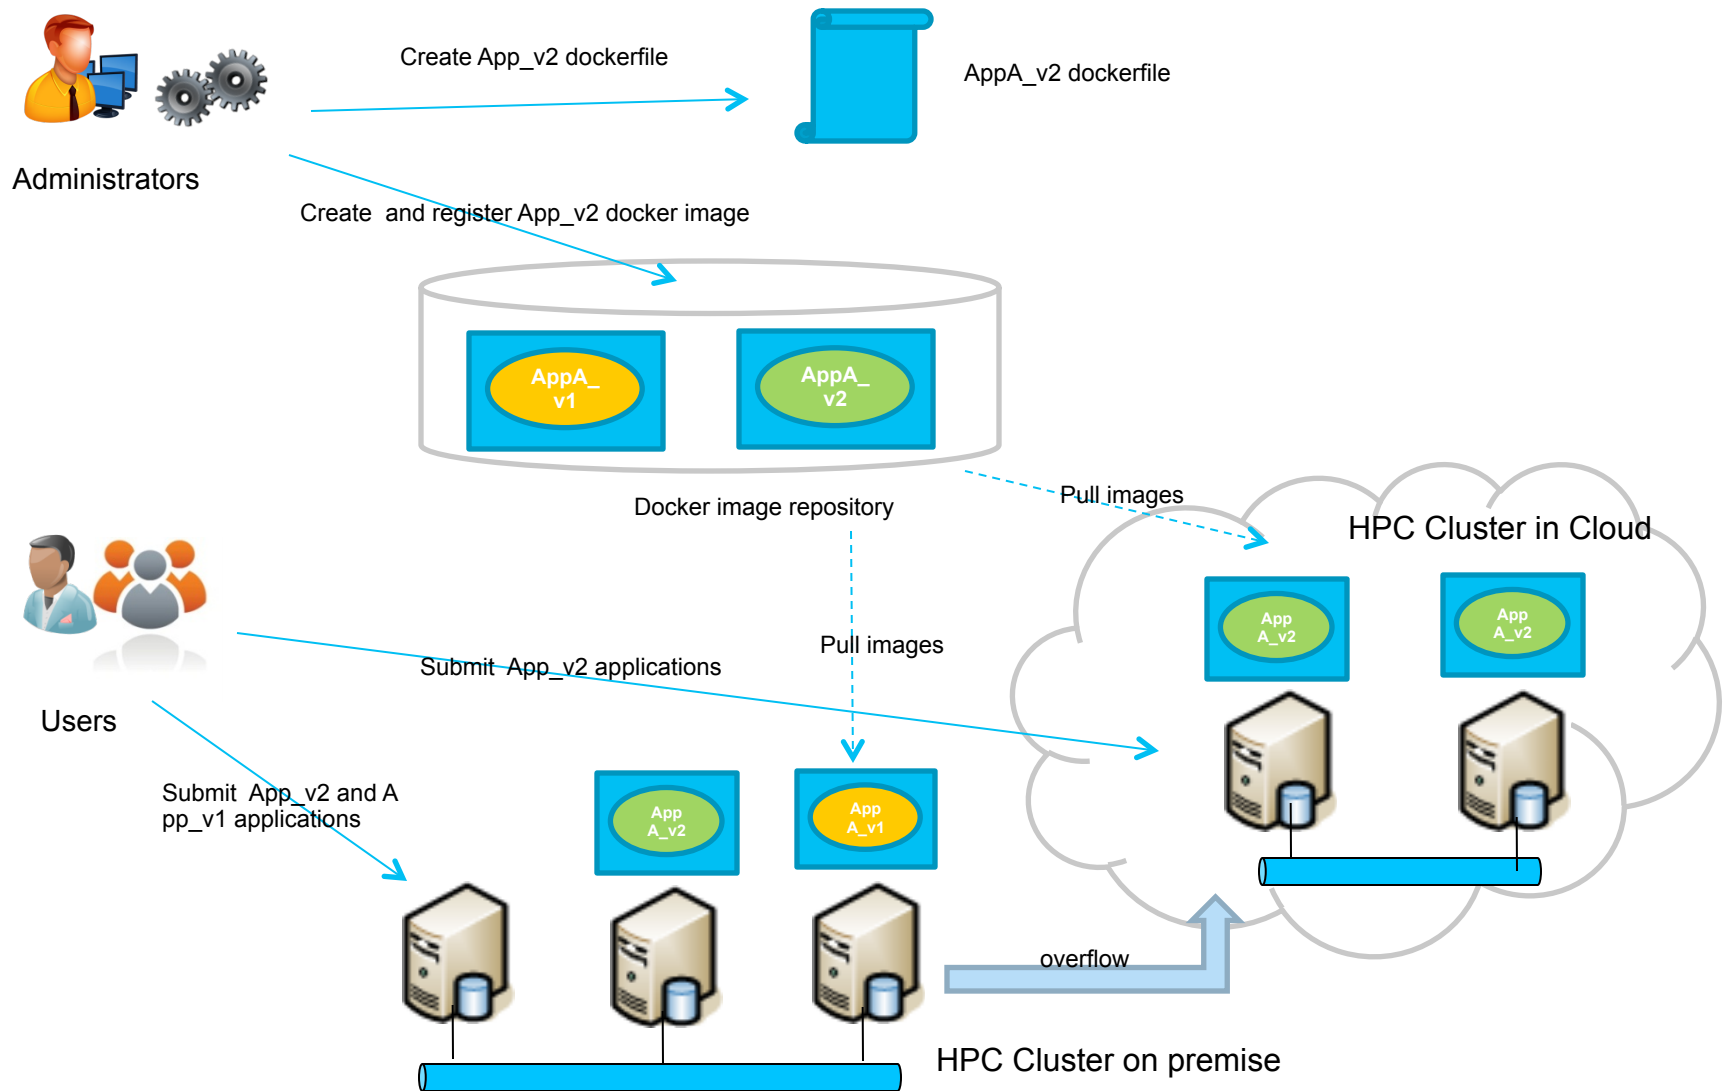 Create App_v2 dockerfile
AppA_v2 dockerfile
Administrators
Create  and register App_v2 docker image
AppA_
v1
AppA_
v2
Docker image repository
Pull images
HPC Cluster in Cloud
App
A_v2
App
A_v2
Pull images
Submit  App_v2 applications
Users
Submit  App_v2 and A
pp_v1 applications
App
A_v2
App
A_v1
overflow
HPC Cluster on premise